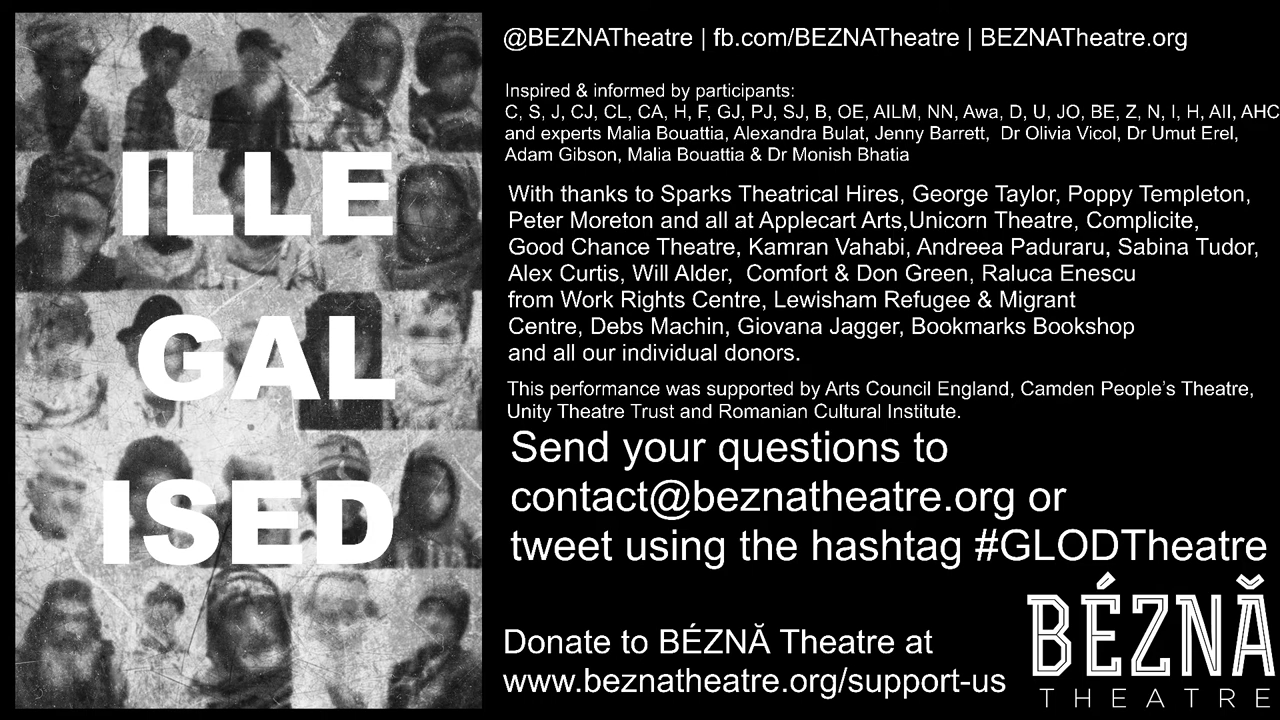 ILLE
GAL
ISED
@BEZNATheatre | fb.com/BEZNATheatre | BEZNATheatre.org
Inspired & informed by participants:
C, S, J, CJ, CL, CA, H, F, GJ, PJ, SJ, B, OE, AILM, NN, Awa, D, U, JO, BE, Z, N, I, H, AII, AHC
and experts Malia Bouattia, Alexandra Bulat, Jenny Barrett, Dr Olivia Vicol, Dr Umut Erel,
Adam Gibson, Malia Bouattia & Dr Monish Bhatia
With thanks to Sparks Theatrical Hires, George Taylor, Poppy Templeton,
Peter Moreton and all at Applecart Arts,Unicorn Theatre, Complicite,
Good Chance Theatre, Kamran Vahabi, Andreea Paduraru, Sabina Tudor,
Alex Curtis, Will Alder, Comfort & Don Green, Raluca Enescu
from Work Rights Centre, Lewisham Refugee & Migrant
Centre, Debs Machin, Giovana Jagger, Bookmarks Bookshop
and all our individual donors.
This performance was supported by Arts Council England, Camden People's Theatre,
Unity Theatre Trust and Romanian Cultural Institute.
Send your questions to
contact@beznatheatre.org or
tweet using the hashtag #GLODTheatre
Donate to BÉZNĂ Theatre at
www.beznatheatre.org/support-us
BÉZNĂ
THEATRE